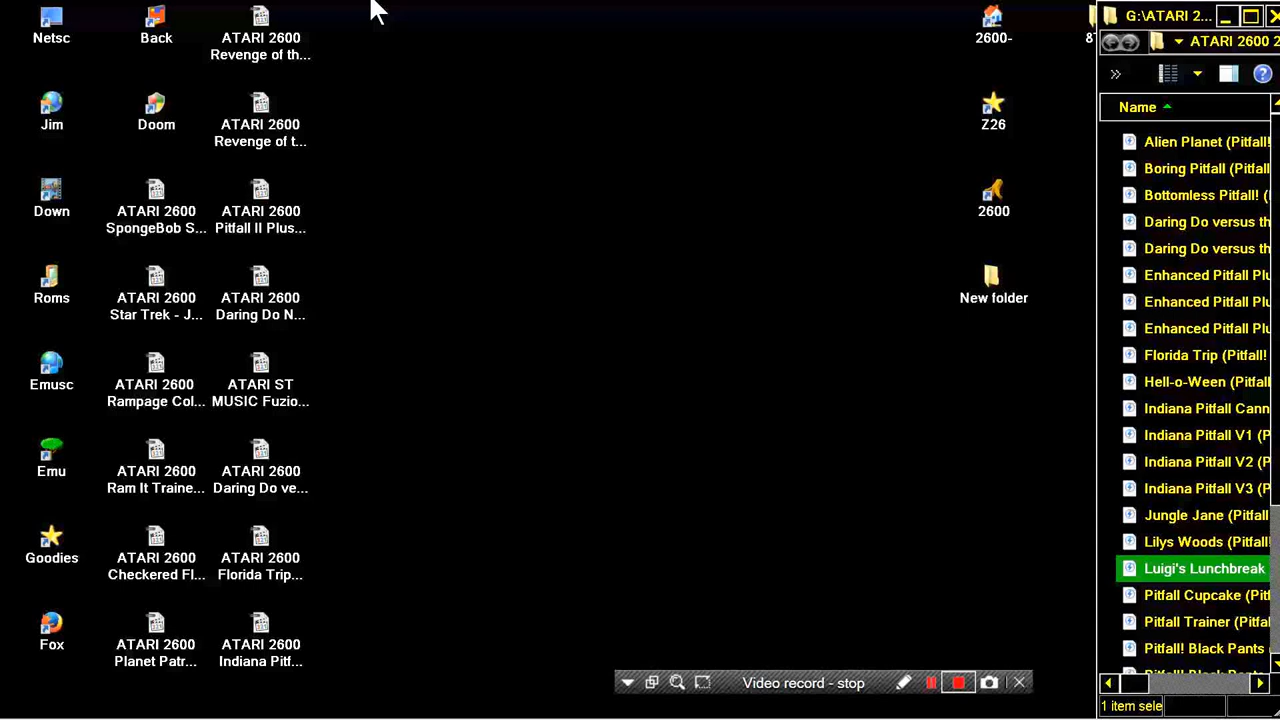 Netsc
Back
ATARI 2600
Revenge of th...
Jim
Doom
ATARI 2600
Revenge of t...
Down
ATARI 2600
SpongeBob S...
ATARI 2600
Pitfall II Plus...
Roms
ATARI 2600
Star Trek - J...
ATARI 2600
Daring Do N...
Emusc
ATARI 2600
Rampage Col...
ATARI ST
MUSIC Fuzio...
Emu
ATARI 2600
Ram It Traine...
ATARI 2600
Daring Do ve...
Goodies
ATARI 2600
Checkered Fl...
ATARI 2600
Florida Trip...
Fox
ATARI 2600
Planet Patr...
ATARI 2600
Indiana Pitf...
2600-
Z26
2600
New folder
G:\ATARI 2...
ATARI 2600 2
Name
Alien Planet (Pitfall!
Boring Pitfall (Pitfall
Bottomless Pitfall! (
Daring Do versus th
Daring Do versus th
Enhanced Pitfall Plu
Enhanced Pitfall Plu
Enhanced Pitfall Plu
Florida Trip (Pitfall!
Hell-o-Ween (Pitfall
Indiana Pitfall Cann
Indiana Pitfall V1 (P
Indiana Pitfall V2 (P
Indiana Pitfall V3 (P
Jungle Jane (Pitfall
Lilys Woods (Pitfall!
Luigi's Lunchbreak
Pitfall Cupcake (Pitf
Pitfall Trainer (Pitfa
Pitfall! Black Pants (
1 item sele
Video record - stop